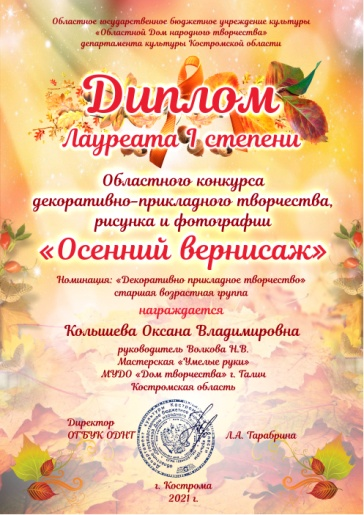 Областное государственное бюджетное учреждение культуры
«Областной Дом народного творчества»
департамента культуры Костромской области
Диплом
Лауреата I степени
Областного конкурса
декоративно-прикладного творчества,
рисунка и фотографии
«Осенний вернисаж»
Номинация: «Декоративно прикладное творчество»
старшая возрастная группа
награждается
Колышева Оксана Владимировна
руководитель Волкова Н.В.
Мастерская «Умелые руки»
МУДО «Дом творчества» г. Галич
Костромская область
Директор
ОГБУК ОДНТ
Л.А. Тарабрина
г. Кострома
2021 г.